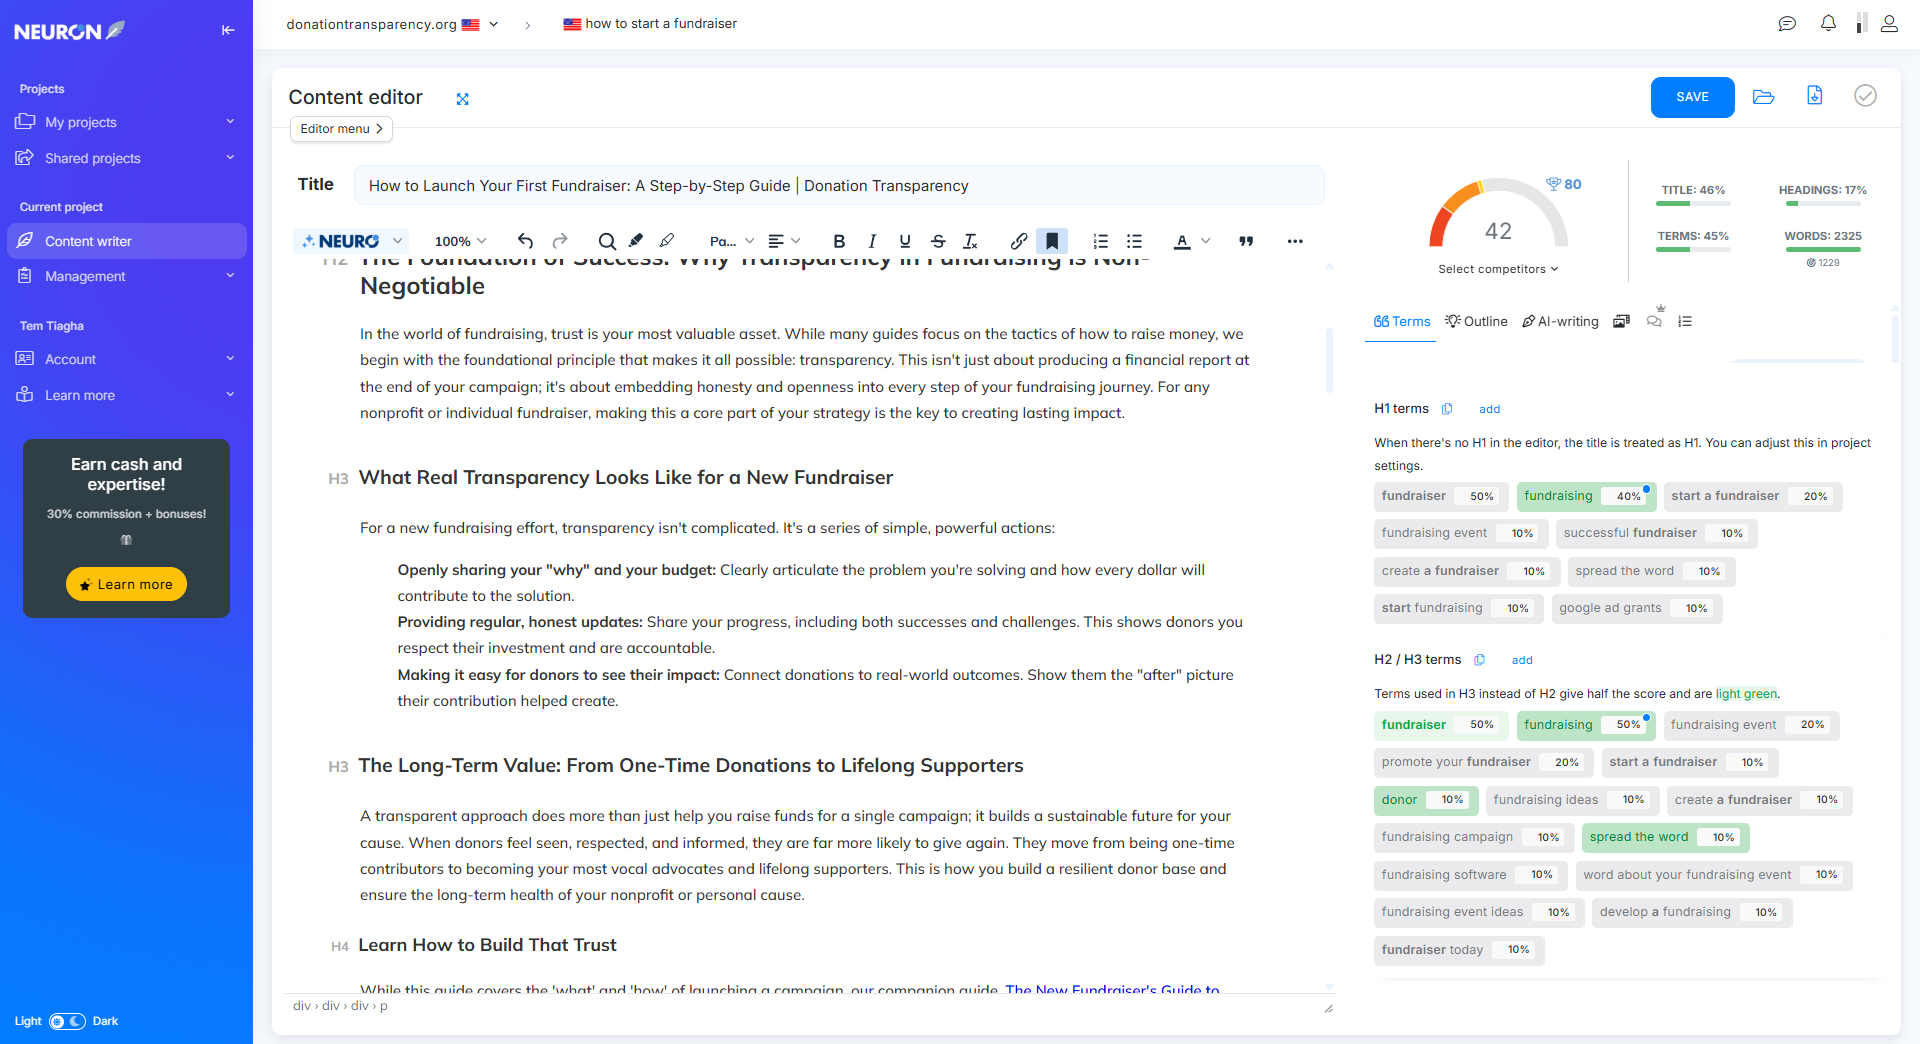 NEURON
Projects
My projects
Shared projects
Current project
Content writer
Management
Tem Tiagha
Account
Learn more
Earn cash and
expertise!
30% commission + bonuses!
Learn more
Light
Dark
donationtransparency.org
how to start a fundraiser
Content editor
SAVE
Editor menu
Title
How to Launch Your First Fundraiser: A Step-by-Step Guide | Donation Transparency
NEURO
100%
Pa...
B I U S
A
H2 The Foundation of Success: Why Transparency in Fundraising is Non-
Negotiable
In the world of fundraising, trust is your most valuable asset. While many guides focus on the tactics of how to raise money, we
begin with the foundational principle that makes it all possible: transparency. This isn't just about producing a financial report at
the end of your campaign; it's about embedding honesty and openness into every step of your fundraising journey. For any
nonprofit or individual fundraiser, making this a core part of your strategy is the key to creating lasting impact.
H3 What Real Transparency Looks Like for a New Fundraiser
For a new fundraising effort, transparency isn't complicated. It's a series of simple, powerful actions:
Openly sharing your "why" and your budget: Clearly articulate the problem you're solving and how every dollar will
contribute to the solution.
Providing regular, honest updates: Share your progress, including both successes and challenges. This shows donors you
respect their investment and are accountable.
Making it easy for donors to see their impact: Connect donations to real-world outcomes. Show them the "after" picture
their contribution helped create.
H3 The Long-Term Value: From One-Time Donations to Lifelong Supporters
A transparent approach does more than just help you raise funds for a single campaign; it builds a sustainable future for your
cause. When donors feel seen, respected, and informed, they are far more likely to give again. They move from being one-time
contributors to becoming your most vocal advocates and lifelong supporters. This is how you build a resilient donor base and
ensure the long-term health of your nonprofit or personal cause.
H4 Learn How to Build That Trust
While this guide covers the 'what' and 'how' of launching a campaign, our companion guide, The New Fundraiser's Guide to
div › div › div › p
80
42
Select competitors
TITLE: 46%
HEADINGS: 17%
TERMS: 45%
WORDS: 2325
1229
Terms
Outline
AI-writing
H1 terms
add
When there's no H1 in the editor, the title is treated as H1. You can adjust this in project
settings.
fundraiser 50%
fundraising 40%
start a fundraiser 20%
fundraising event 10%
successful fundraiser 10%
create a fundraiser 10%
spread the word 10%
start fundraising 10%
google ad grants 10%
H2 / H3 terms
add
Terms used in H3 instead of H2 give half the score and are light green.
fundraiser 50%
fundraising 50%
fundraising event 20%
promote your fundraiser 20%
start a fundraiser 10%
donor 10%
fundraising ideas 10%
create a fundraiser 10%
fundraising campaign 10%
spread the word 10%
fundraising software 10%
word about your fundraising event 10%
fundraising event ideas 10%
develop a fundraising 10%
fundraiser today 10%